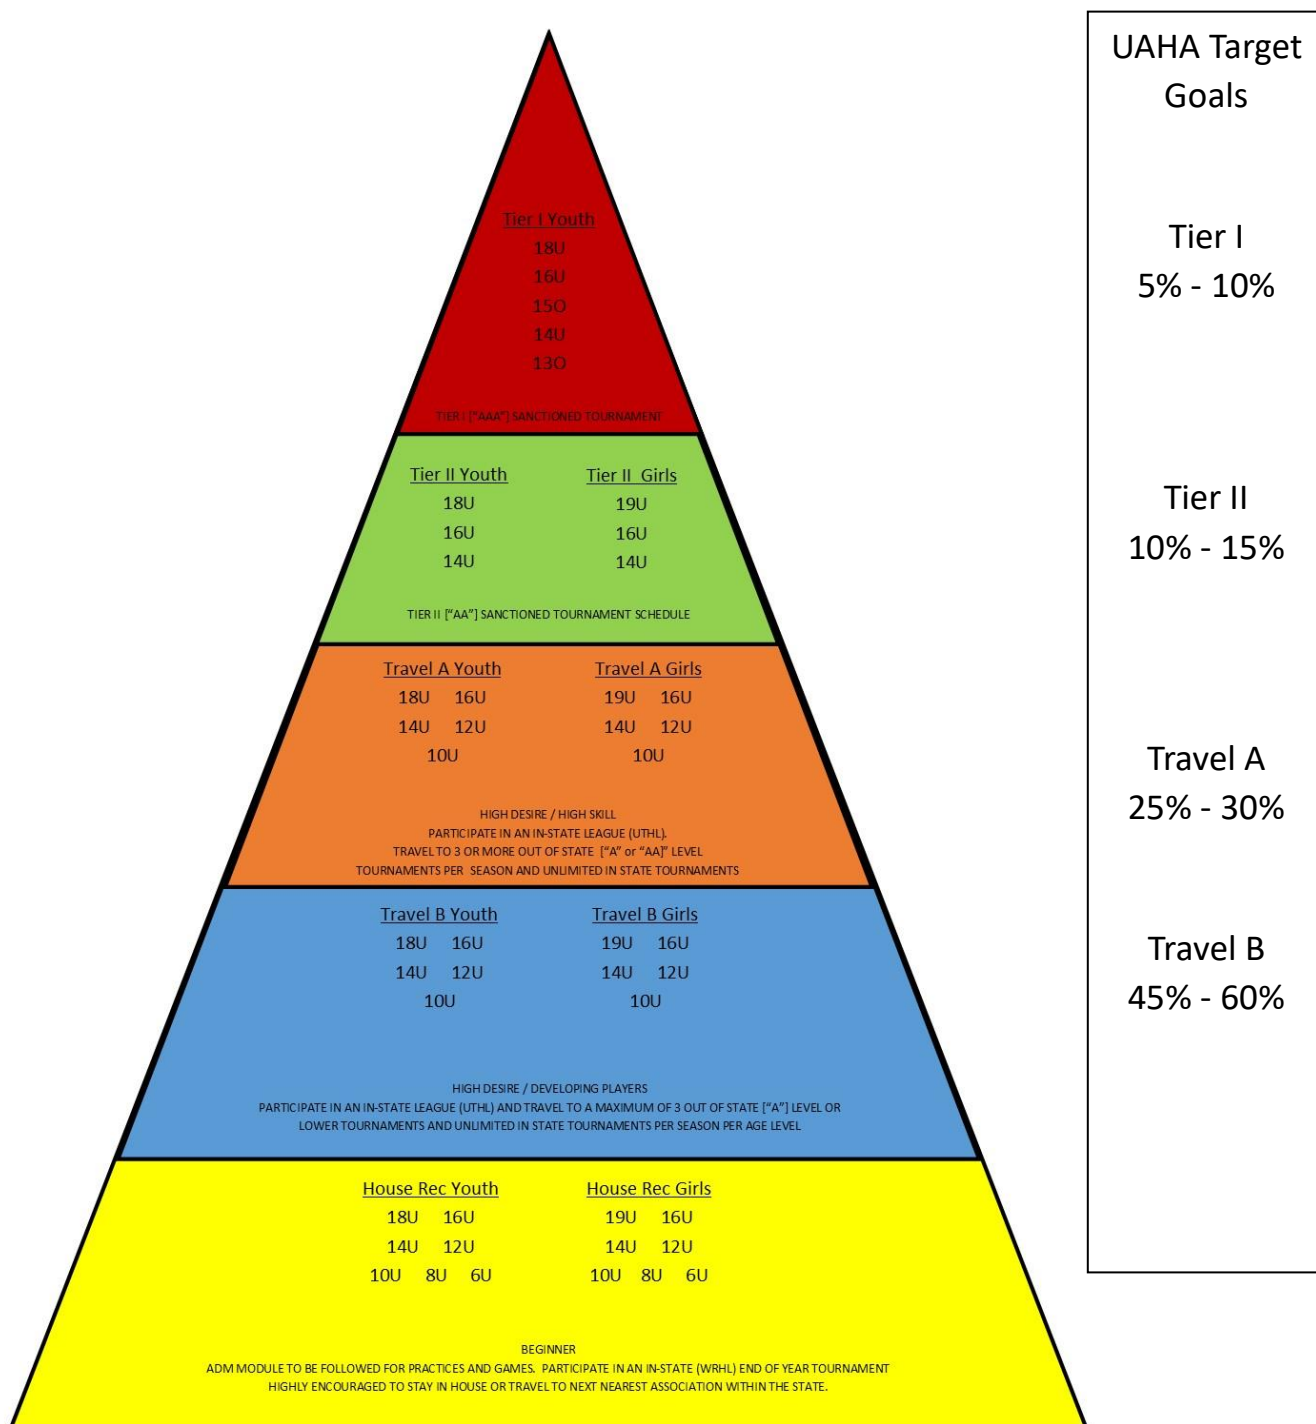 UAHA Target
Goals
Tier I Youth
18U
16U
15O
14U
13O
TIER I ["AAA"] SANCTIONED TOURNAMENT
Tier I
5% - 10%
Tier II Youth Tier II Girls
18U 19U
16U 16U
14U 14U
TIER II ["AA"] SANCTIONED TOURNAMENT SCHEDULE
Tier II
10% - 15%
Travel A Youth Travel A Girls
18U 16U 19U 16U
14U 12U 14U 12U
10U 10U
HIGH DESIRE / HIGH SKILL
PARTICIPATE IN AN IN-STATE LEAGUE (UTHL).
TRAVEL TO 3 OR MORE OUT OF STATE ["A" or "AA]" LEVEL
TOURNAMENTS PER SEASON AND UNLIMITED IN STATE TOURNAMENTS
Travel A
25% - 30%
Travel B Youth Travel B Girls
18U 16U 19U 16U
14U 12U 14U 12U
10U 10U
HIGH DESIRE / DEVELOPING PLAYERS
PARTICIPATE IN AN IN-STATE LEAGUE (UTHL) AND TRAVEL TO A MAXIMUM OF 3 OUT OF STATE ["A"] LEVEL OR
LOWER TOURNAMENTS AND UNLIMITED IN STATE TOURNAMENTS PER SEASON PER AGE LEVEL
Travel B
45% - 60%
House Rec Youth House Rec Girls
18U 16U 19U 16U
14U 12U 14U 12U
10U 8U 6U 10U 8U 6U
BEGINNER
ADM MODULE TO BE FOLLOWED FOR PRACTICES AND GAMES. PARTICIPATE IN AN IN-STATE (WRHL) END OF YEAR TOURNAMENT
HIGHLY ENCOURAGED TO STAY IN HOUSE OR TRAVEL TO NEXT NEAREST ASSOCIATION WITHIN THE STATE.